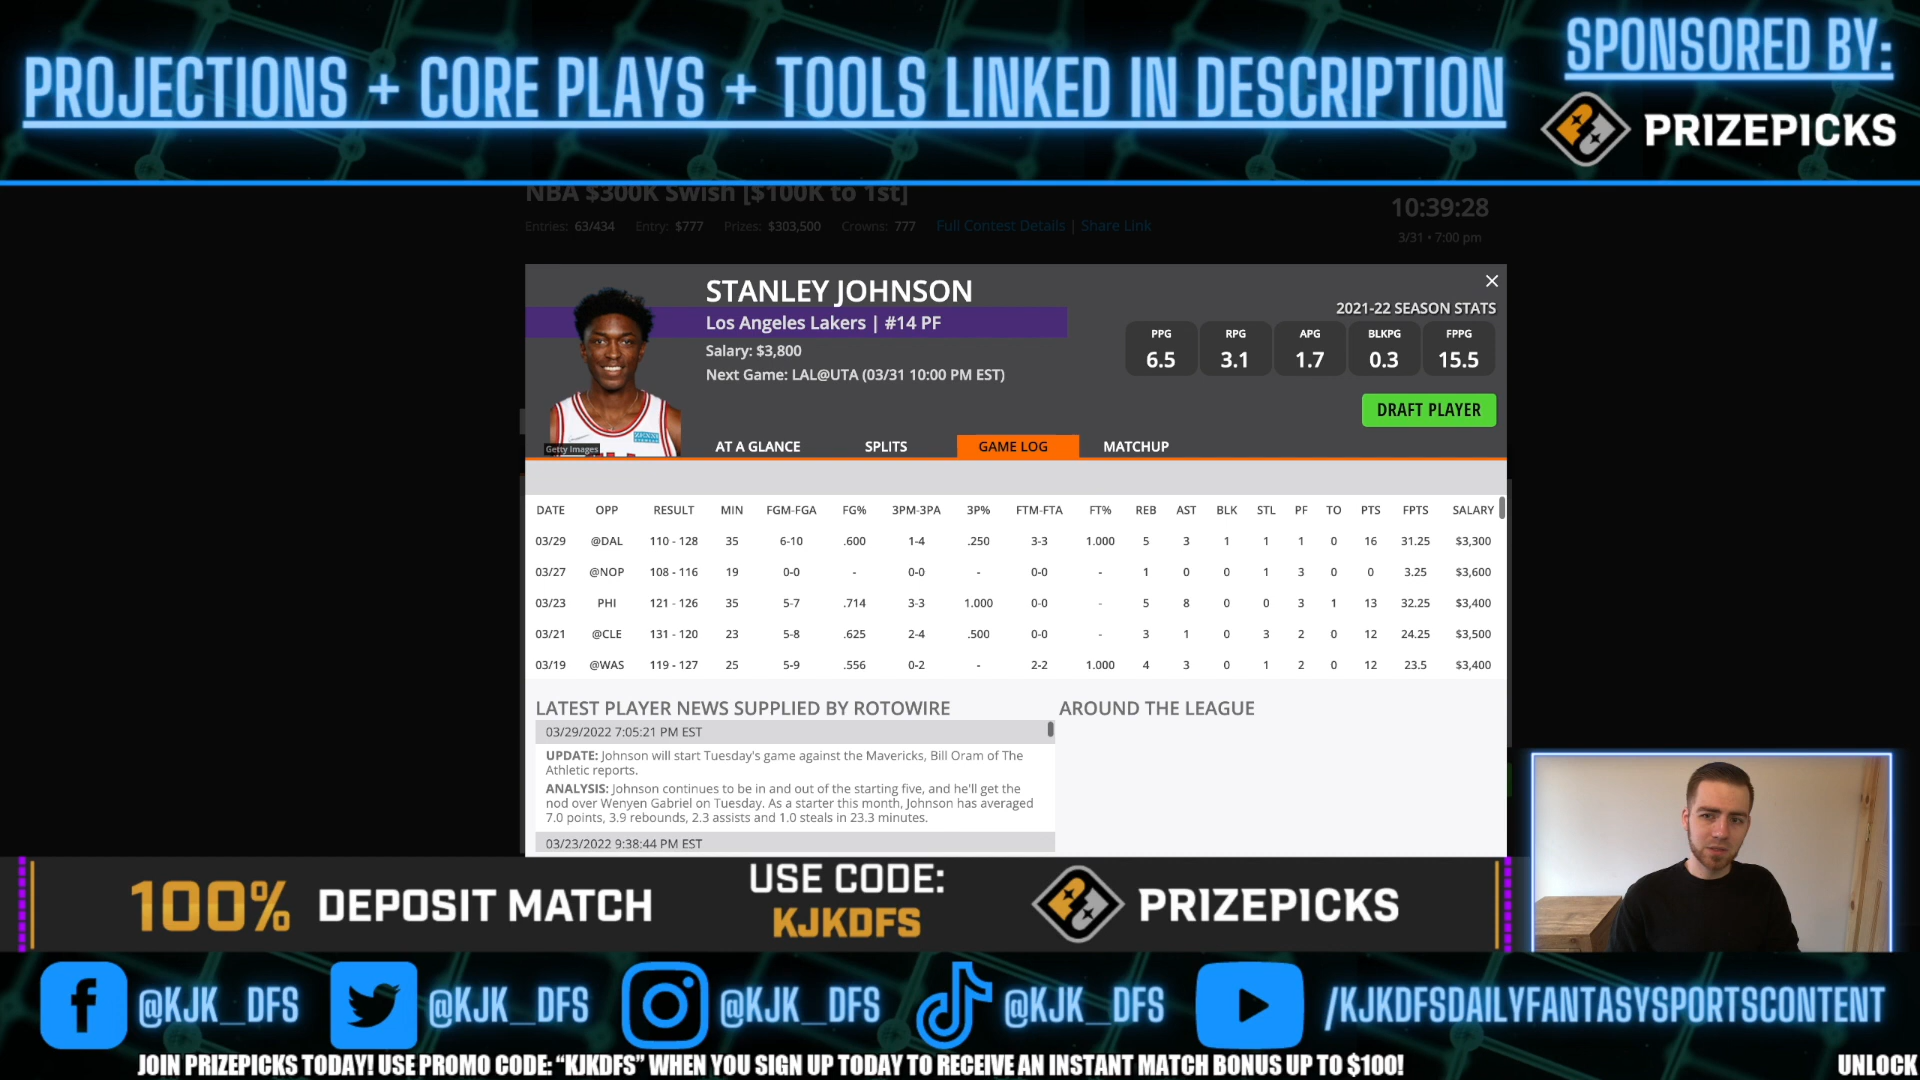 PROJECTIONS + CORE PLAYS + TOOLS LINKED IN DESCRIPTION
SPONSORED BY:
PRIZEPICKS
NBA $300K Swish [$100K to 1st]
Entries: 63/434 Entry: $777 Prizes: $303,500 Crowns: 777 Full Contest Details | Share Link
10:39:28
3/31 • 7:00 pm
STANLEY JOHNSON
Los Angeles Lakers | #14 PF
Salary: $3,800
Next Game: LAL@UTA (03/31 10:00 PM EST)
2021-22 SEASON STATS
PPG RPG APG BLKPG FPPG
6.5 3.1 1.7 0.3 15.5
DRAFT PLAYER
Getty Images
AT A GLANCE SPLITS GAME LOG MATCHUP
DATE OPP RESULT MIN FGM-FGA FG% 3PM-3PA 3P% FTM-FTA FT% REB AST BLK STL PF TO PTS FPTS SALARY
03/29 @DAL 110 - 128 35 6-10 .600 1-4 .250 3-3 1.000 5 3 1 1 1 0 16 31.25 $3,300
03/27 @NOP 108 - 116 19 0-0 - 0-0 - 0-0 - 1 0 0 1 3 0 0 3.25 $3,600
03/23 PHI 121 - 126 35 5-7 .714 3-3 1.000 0-0 - 5 8 0 0 3 1 13 32.25 $3,400
03/21 @CLE 131 - 120 23 5-8 .625 2-4 .500 0-0 - 3 1 0 3 2 0 12 24.25 $3,500
03/19 @WAS 119 - 127 25 5-9 .556 0-2 - 2-2 1.000 4 3 0 1 2 0 12 23.5 $3,400
LATEST PLAYER NEWS SUPPLIED BY ROTOWIRE
AROUND THE LEAGUE
03/29/2022 7:05:21 PM EST
UPDATE: Johnson will start Tuesday's game against the Mavericks, Bill Oram of The
Athletic reports.
ANALYSIS: Johnson continues to be in and out of the starting five, and he'll get the
nod over Wenyen Gabriel on Tuesday. As a starter this month, Johnson has averaged
7.0 points, 3.9 rebounds, 2.3 assists and 1.0 steals in 23.3 minutes.
03/23/2022 9:38:44 PM EST
100% DEPOSIT MATCH
USE CODE:
KJKDFS
PRIZEPICKS
@KJK_DFS @KJK_DFS @KJK_DFS @KJK_DFS /KJKDFSDAILYFANTASYSPORTSCONTENT
JOIN PRIZEPICKS TODAY! USE PROMO CODE: “KJKDFS” WHEN YOU SIGN UP TODAY TO RECEIVE AN INSTANT MATCH BONUS UP TO $100! UNLOCK